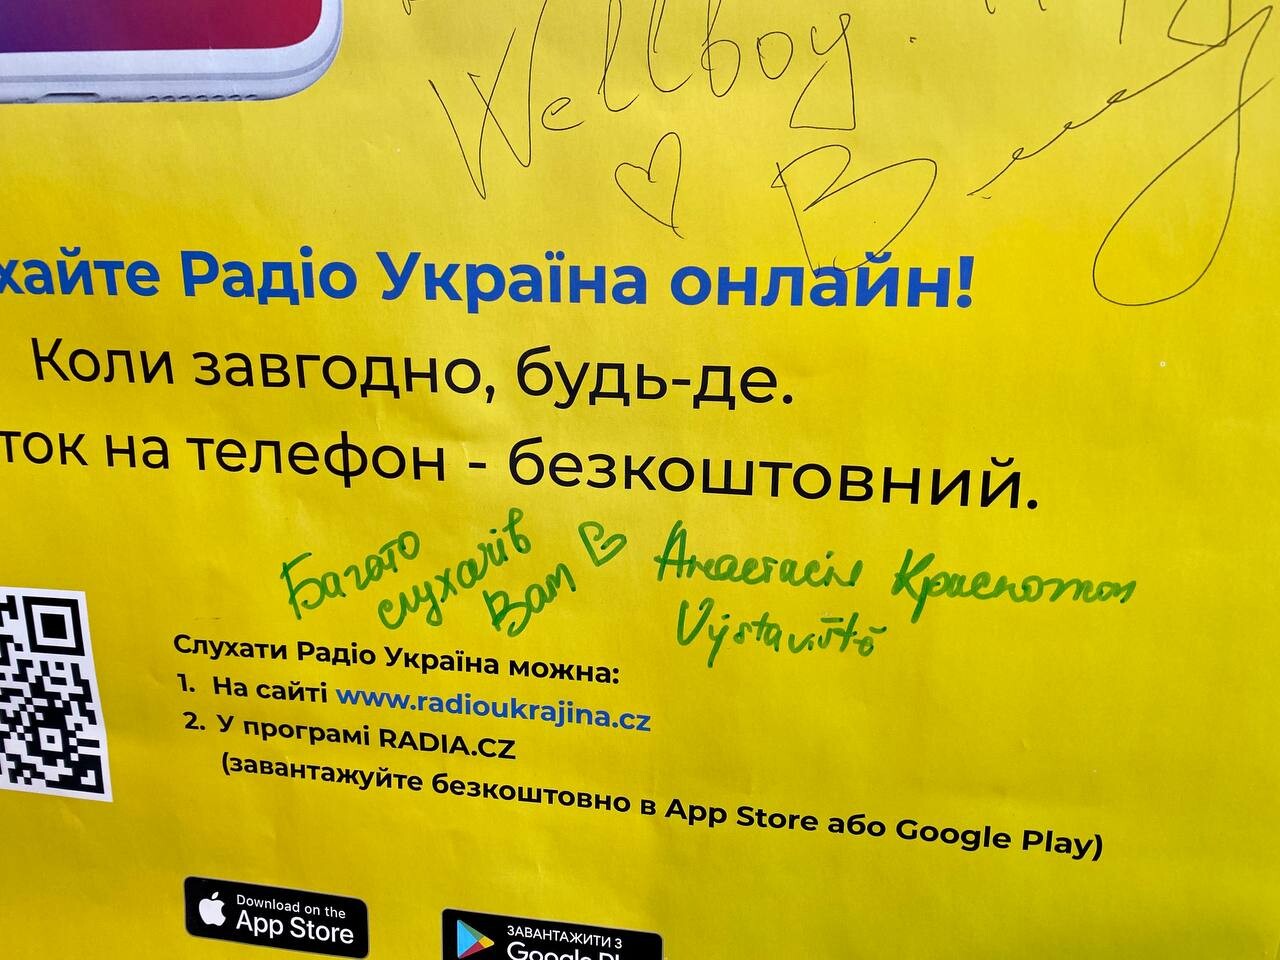 Wellboy
хайте Радіо Україна онлайн!
Коли завгодно, будь-де.
ток на телефон - безкоштовний.
Багато
слухачів
Вам
Анастасія
Výstaviště
Слухати Радіо Україна можна:
1. На сайті www.radioukrajina.cz
2. У програмі RADIA.CZ
(завантажуйте безкоштовно в App Store або Google Play)
Download on the
App Store
ЗАВАНТАЖИТИ З
Google Pl